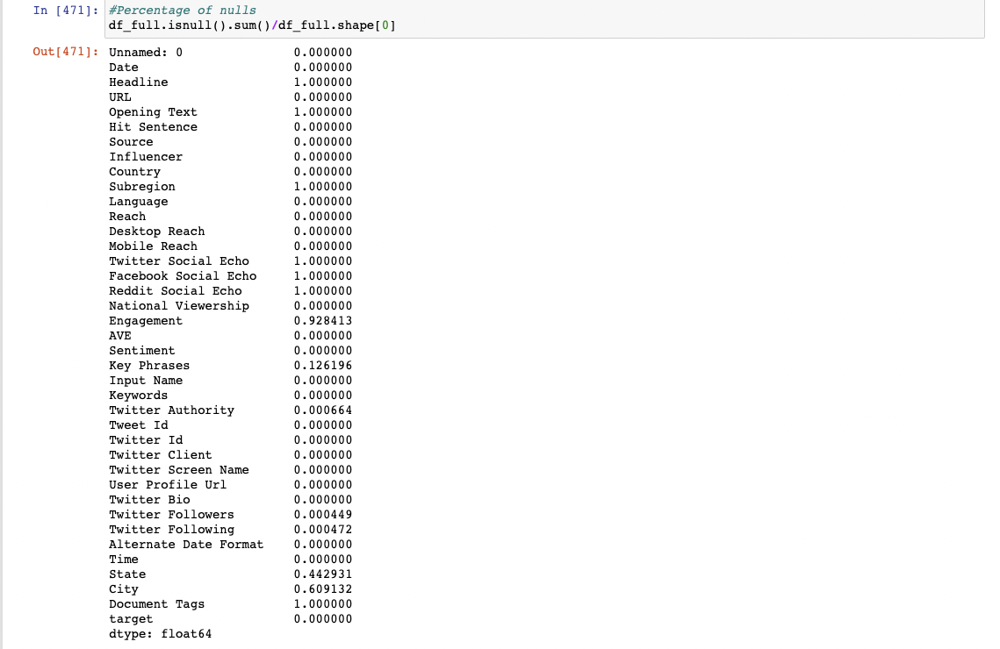 In [471]: #Percentage of nulls
df_full.isnull().sum()/df_full.shape[0]
Out[471]: Unnamed: 0 0.000000
Date 0.000000
Headline 1.000000
URL 0.000000
Opening Text 1.000000
Hit Sentence 0.000000
Source 0.000000
Influencer 0.000000
Country 0.000000
Subregion 1.000000
Language 0.000000
Reach 0.000000
Desktop Reach 0.000000
Mobile Reach 0.000000
Twitter Social Echo 1.000000
Facebook Social Echo 1.000000
Reddit Social Echo 1.000000
National Viewership 0.000000
Engagement 0.928413
AVE 0.000000
Sentiment 0.000000
Key Phrases 0.126196
Input Name 0.000000
Keywords 0.000000
Twitter Authority 0.000664
Tweet Id 0.000000
Twitter Id 0.000000
Twitter Client 0.000000
Twitter Screen Name 0.000000
User Profile Url 0.000000
Twitter Bio 0.000000
Twitter Followers 0.000449
Twitter Following 0.000472
Alternate Date Format 0.000000
Time 0.000000
State 0.442931
City 0.609132
Document Tags 1.000000
target 0.000000
dtype: float64